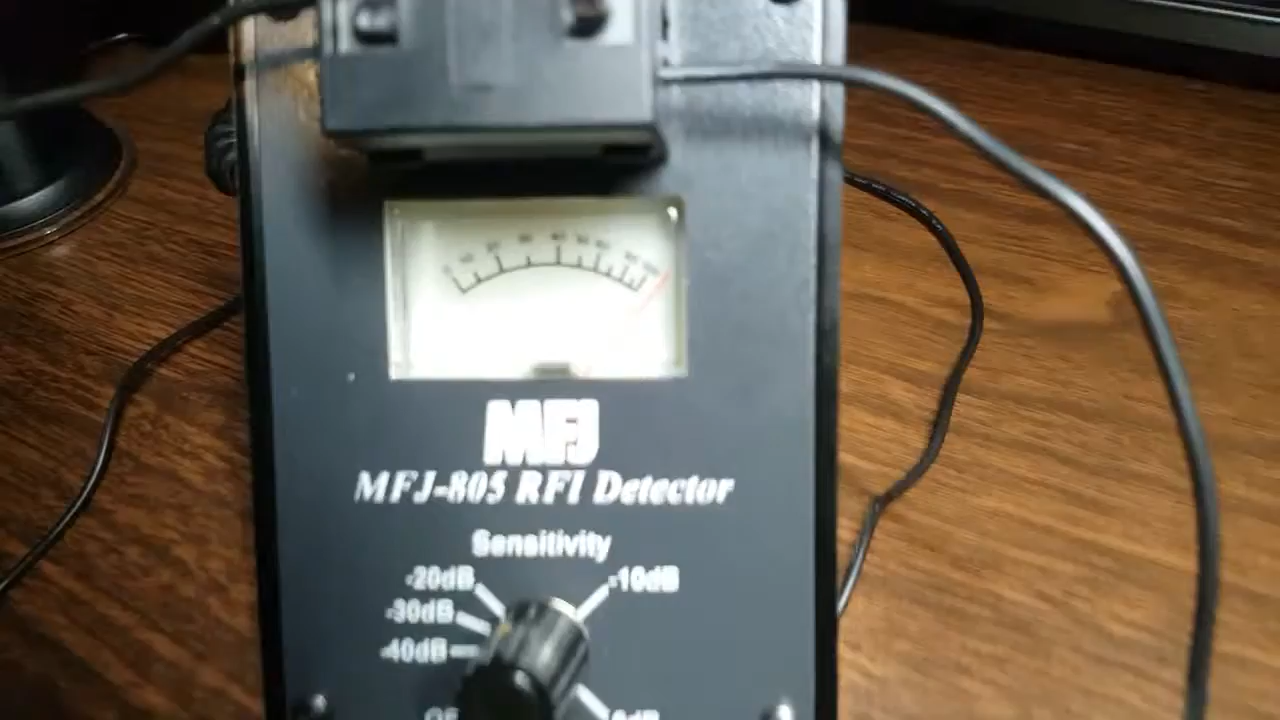 MFJ
MFJ-805 RFI Detector
Sensitivity
-20dB -10dB
-30dB
-40dB